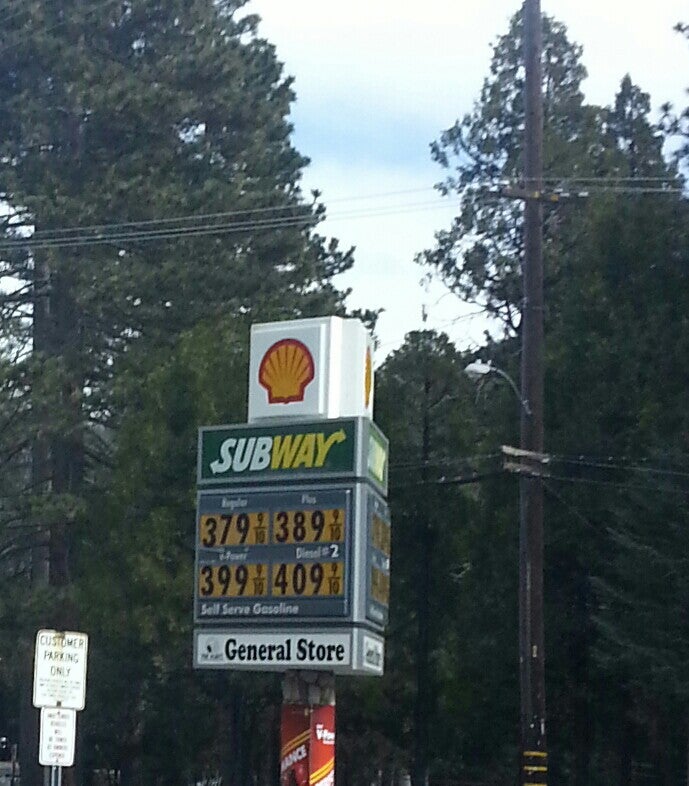 SUBWAY
Regular Plus
379 9/10 389 9/10
V-Power Diesel #2
399 9/10 409 9/10
Self Serve Gasoline
General Store
CUSTOMER
PARKING
ONLY
V-Power